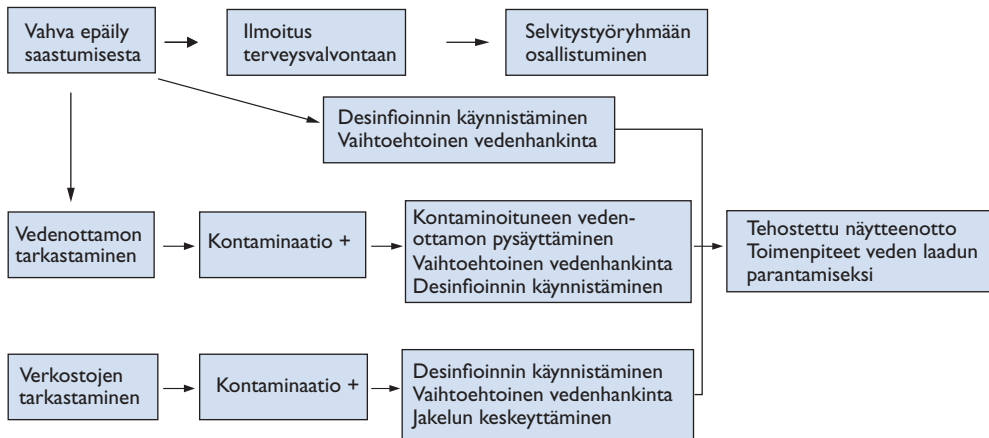 Vahva epäily
saastumisesta
Ilmoitus
terveysvalvontaan
Selvitystyöryhmään
osallistuminen
Desinfioinnin käynnistäminen
Vaihtoehtoinen vedenhankinta
Vedenottamon
tarkastaminen
Kontaminaatio +
Kontaminoituneen veden-
ottamon pysäyttäminen
Vaihtoehtoinen vedenhankinta
Desinfioinnin käynnistäminen
Tehostettu näytteenotto
Toimenpiteet veden laadun
parantamiseksi
Verkostojen
tarkastaminen
Kontaminaatio +
Desinfioinnin käynnistäminen
Vaihtoehtoinen vedenhankinta
Jakelun keskeyttäminen